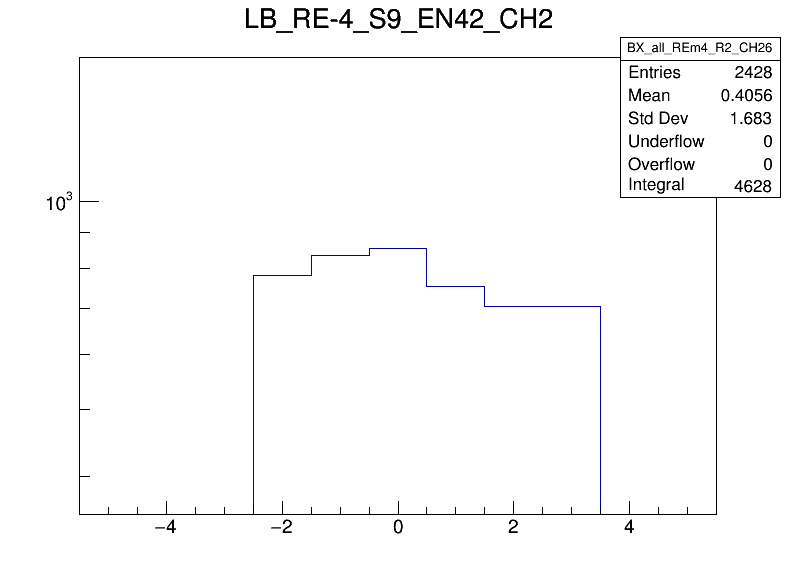 LB_RE-4_S9_EN42_CH2
BX_all_REm4_R2_CH26
Entries 2428
Mean 0.4056
Std Dev 1.683
Underflow 0
Overflow 0
Integral 4628
10³
−4 −2 0 2 4